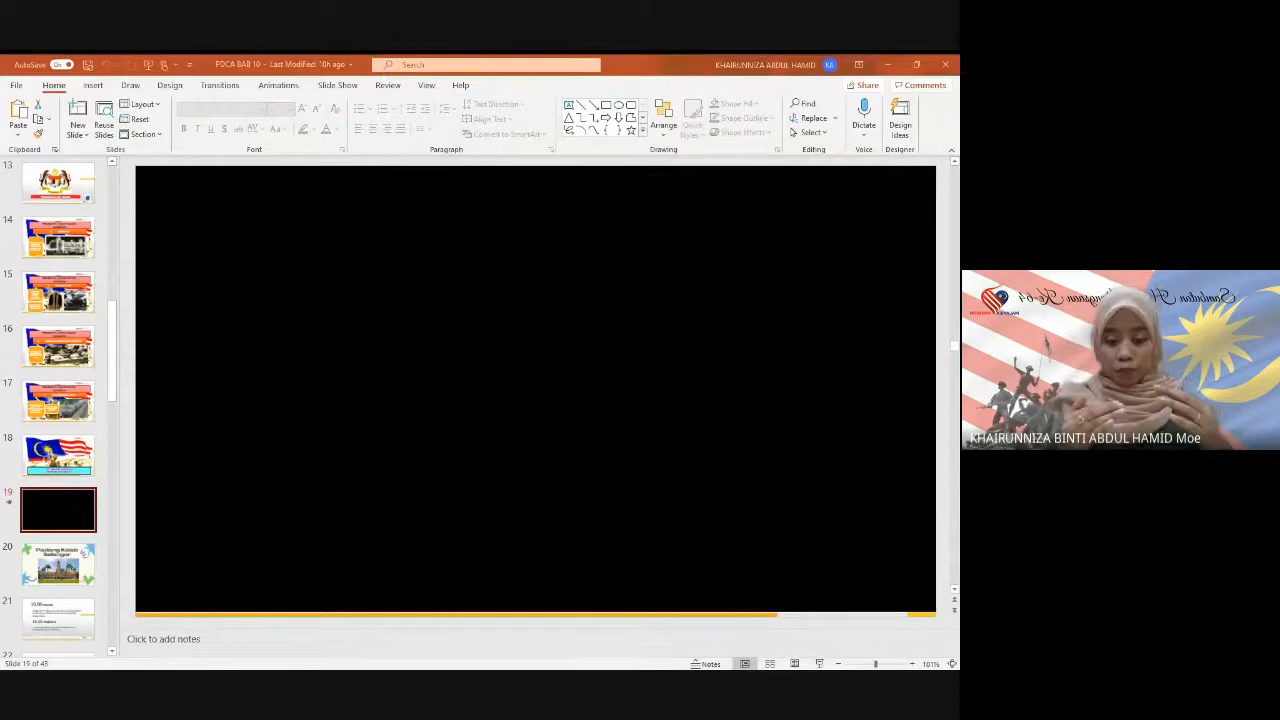 AutoSave On
PDCA BAB 10 - Last Modified: 10h ago
Search
KHAIRUNNIZA ABDUL HAMID KA
File Home Insert Draw Design Transitions Animations Slide Show Review View Help Share Comments
Paste
New Slide
Reuse Slides
Layout
Reset
Section
Text Direction
Align Text
Convert to SmartArt
Arrange
Quick Styles
Shape Fill
Shape Outline
Shape Effects
Find
Replace
Select
Dictate
Design Ideas
Clipboard Slides Font Paragraph Drawing Editing Voice Designer
13
14
15
16
17
18
19
20
Padang Kelab
Selangor
21
22
Click to add notes
Slide 19 of 43
Notes
101%
KHAIRUNNIZA BINTI ABDUL HAMID Moe